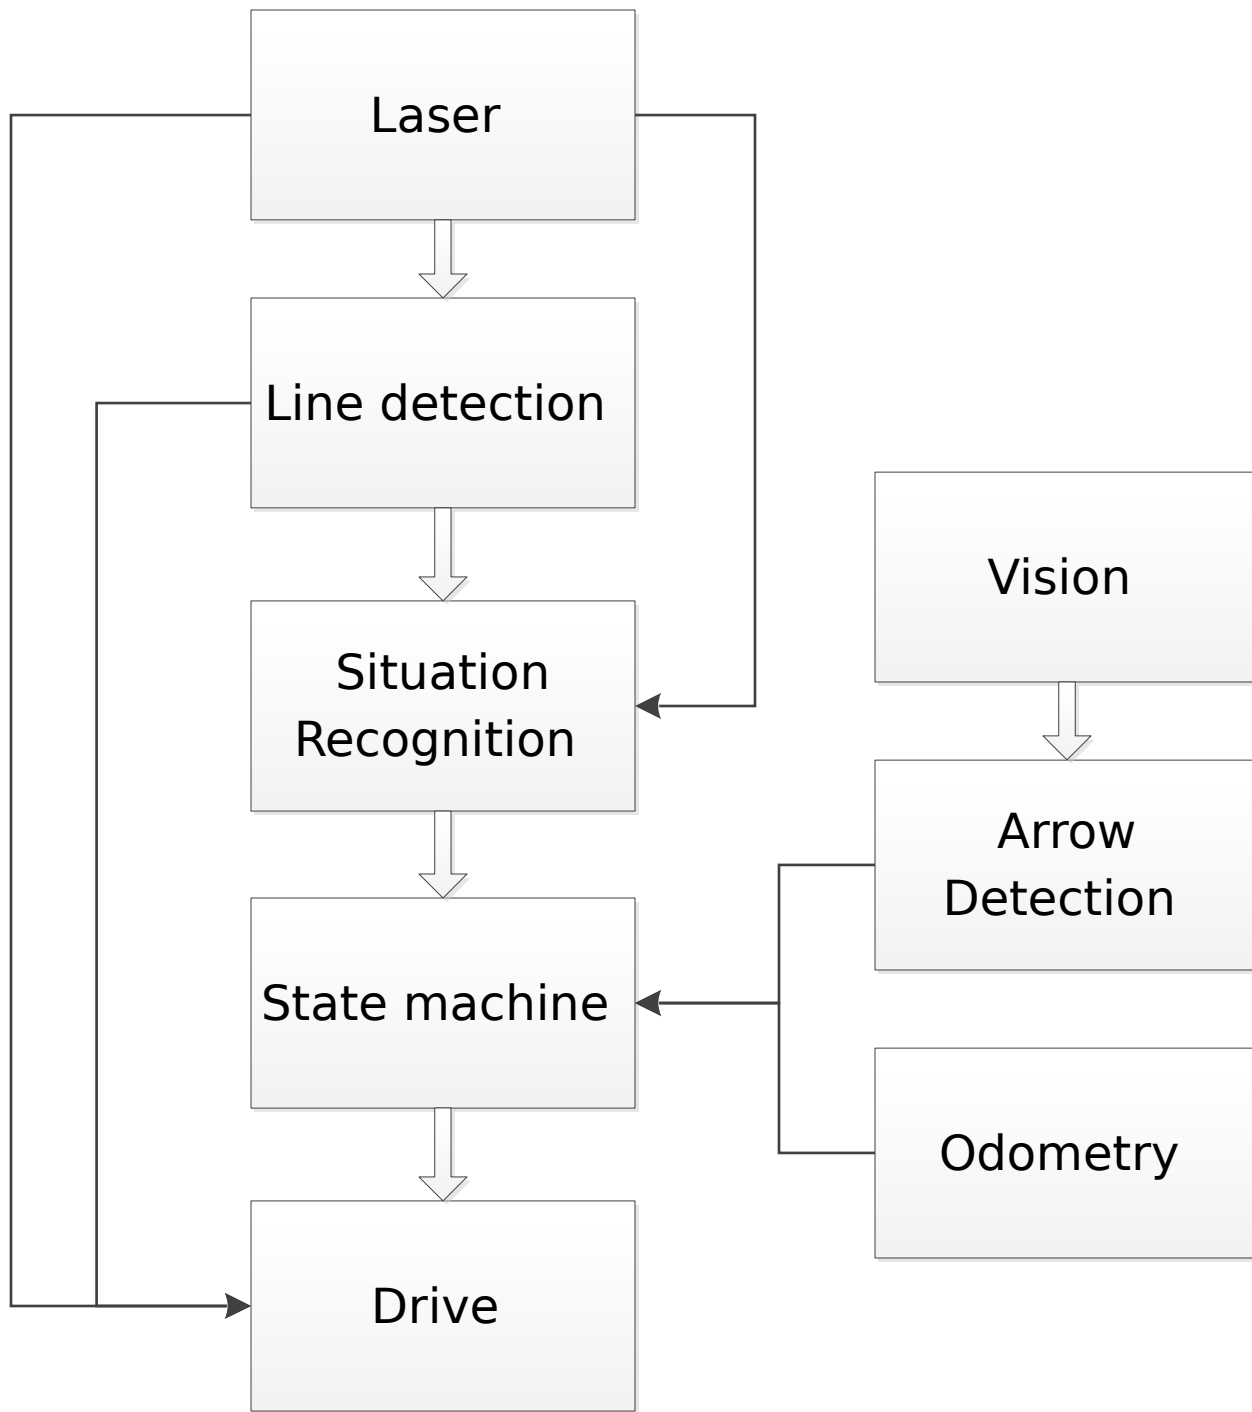 Laser
Line detection
Situation
Recognition
State machine
Drive
Vision
Arrow
Detection
Odometry